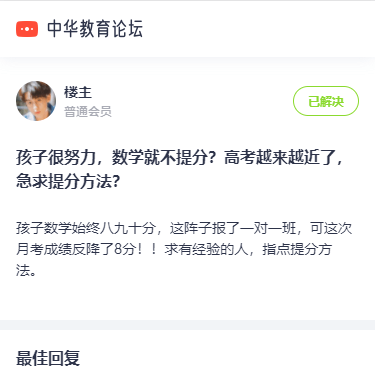 中华教育论坛
楼主
普通会员
已解决
孩子很努力，数学就不提分？高考越来越近了，
急求提分方法？
孩子数学始终八九十分，这阵子报了一对一班，可这次
月考成绩反降了8分！！求有经验的人，指点提分方
法。
最佳回复